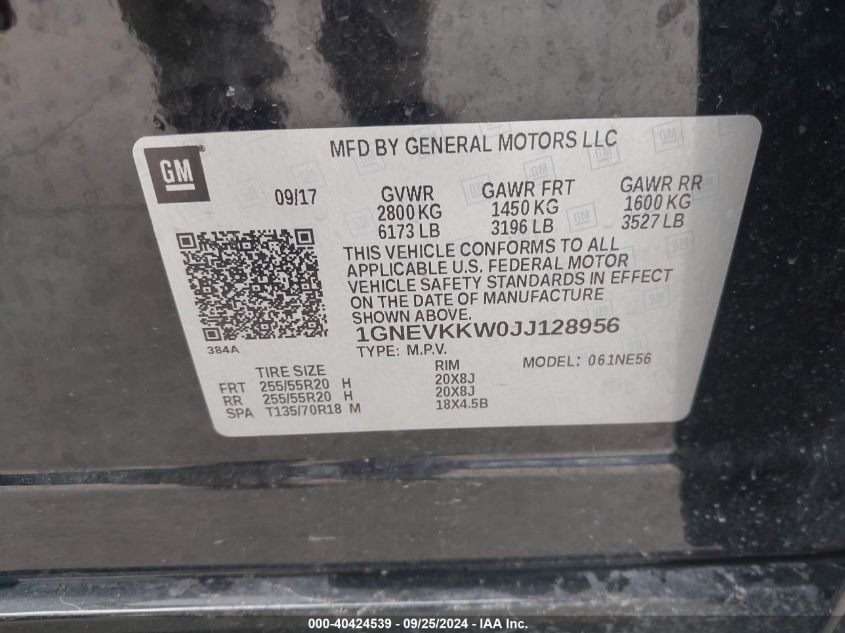 MFD BY GENERAL MOTORS LLC
GM
09/17
GVWR
2800 KG
6173 LB
GAWR FRT
1450 KG
3196 LB
GAWR RR
1600 KG
3527 LB
THIS VEHICLE CONFORMS TO ALL
APPLICABLE U.S. FEDERAL MOTOR
VEHICLE SAFETY STANDARDS IN EFFECT
ON THE DATE OF MANUFACTURE
SHOWN ABOVE.
384A
1GNEVKKW0JJ128956
TYPE: M.P.V.
MODEL: 061NE56
TIRE SIZE RIM
FRT 255/55R20 H 20X8J
RR 255/55R20 H 20X8J
SPA T135/70R18 M 18X4.5B
000-40424539 - 09/25/2024 - IAA Inc.